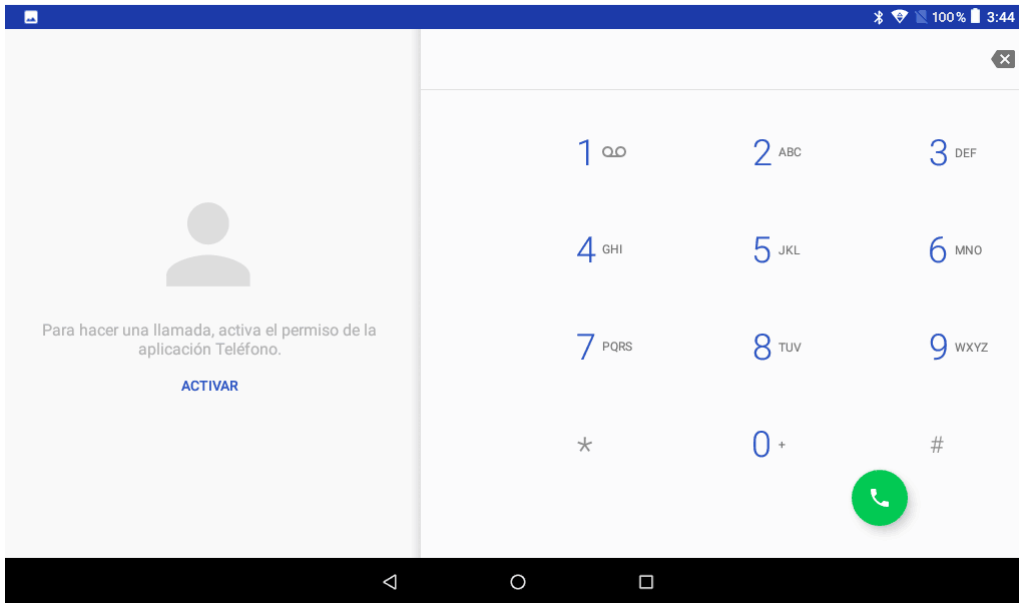 100% 3:44
1
2 ABC
3 DEF
4 GHI
5 JKL
6 MNO
Para hacer una llamada, activa el permiso de la
aplicación Teléfono.
ACTIVAR
7 PQRS
8 TUV
9 WXYZ
*
0 +
#